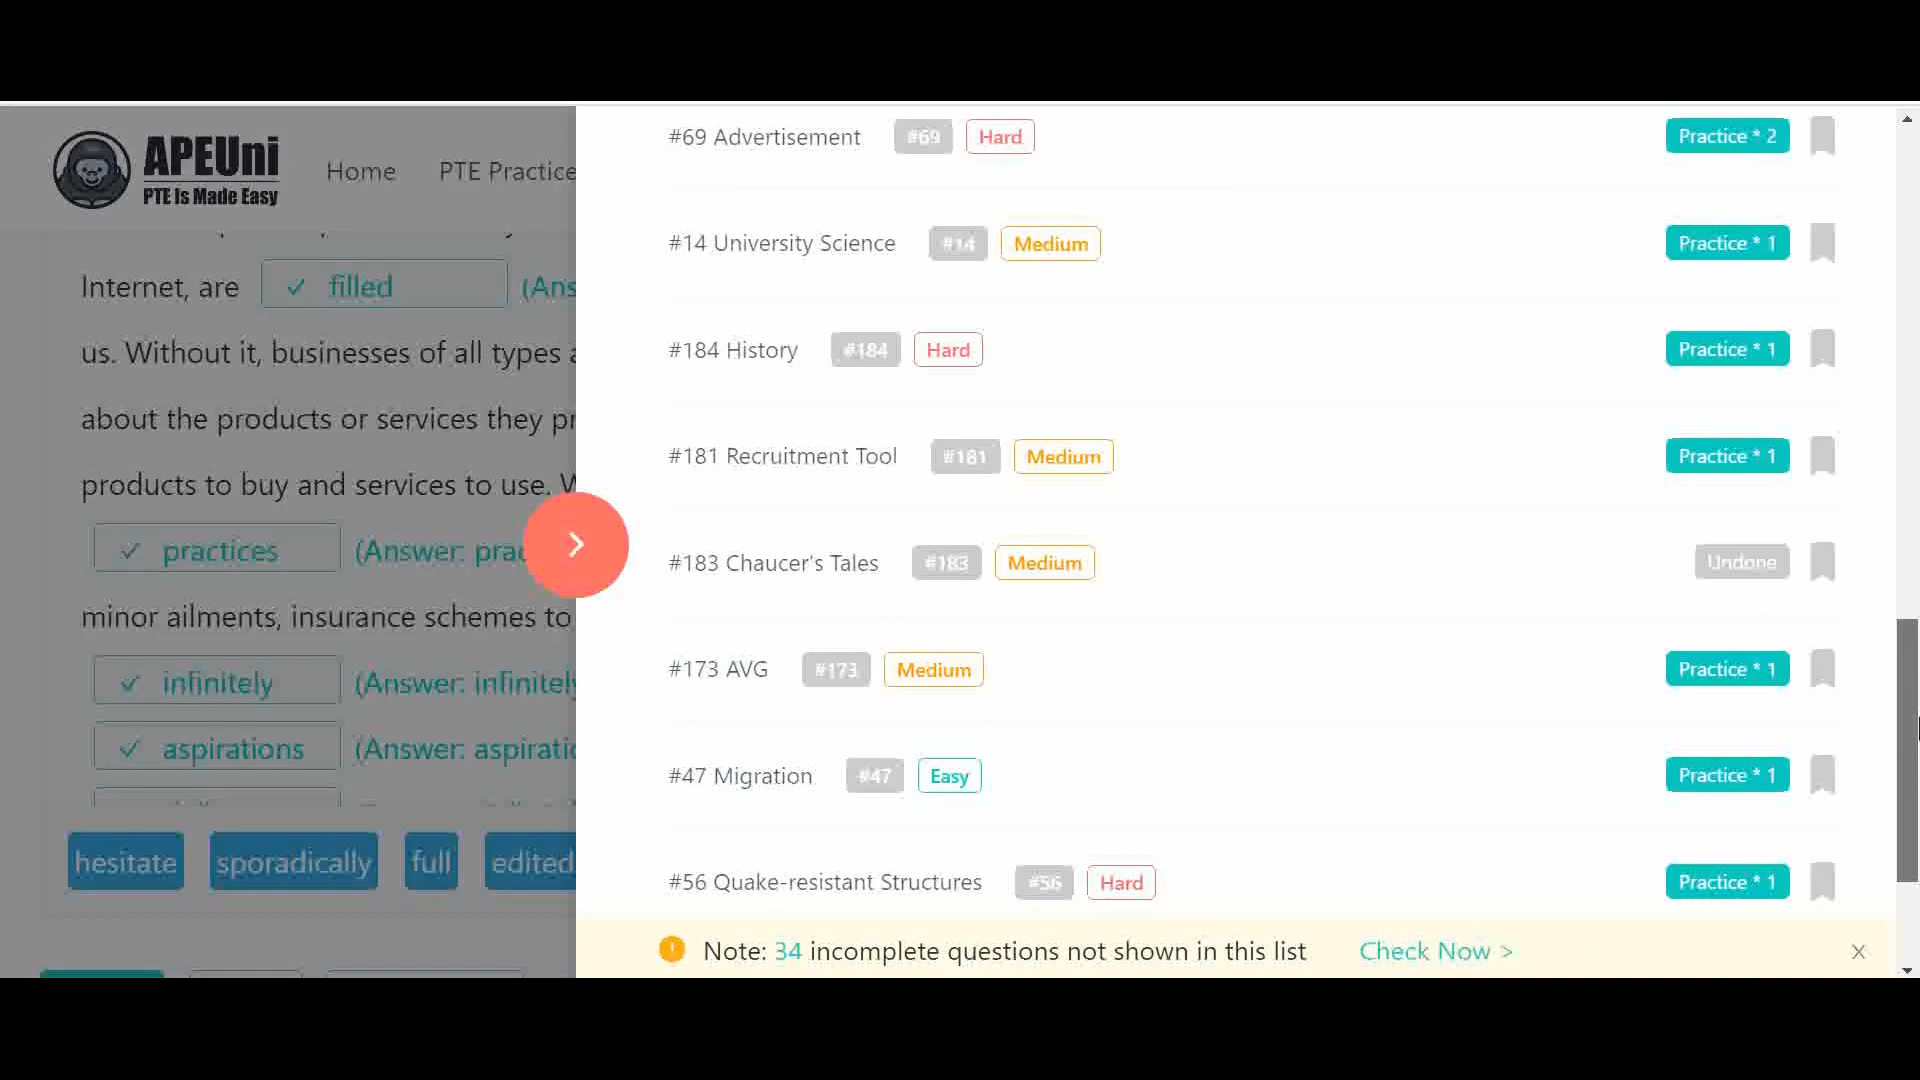 APEUni
PTE Is Made Easy
Home
PTE Practice
Internet, are ✓ filled (Ans
us. Without it, businesses of all types
about the products or services they pr
products to buy and services to use. W
✓ practices (Answer: prac
minor ailments, insurance schemes to
✓ infinitely (Answer: infinitely
✓ aspirations (Answer: aspiratio
hesitate sporadically full edited
#69 Advertisement #69 Hard Practice * 2
#14 University Science #14 Medium Practice * 1
#184 History #184 Hard Practice * 1
#181 Recruitment Tool #181 Medium Practice * 1
#183 Chaucer's Tales #183 Medium Undone
#173 AVG #173 Medium Practice * 1
#47 Migration #47 Easy Practice * 1
#56 Quake-resistant Structures #56 Hard Practice * 1
Note: 34 incomplete questions not shown in this list Check Now > X